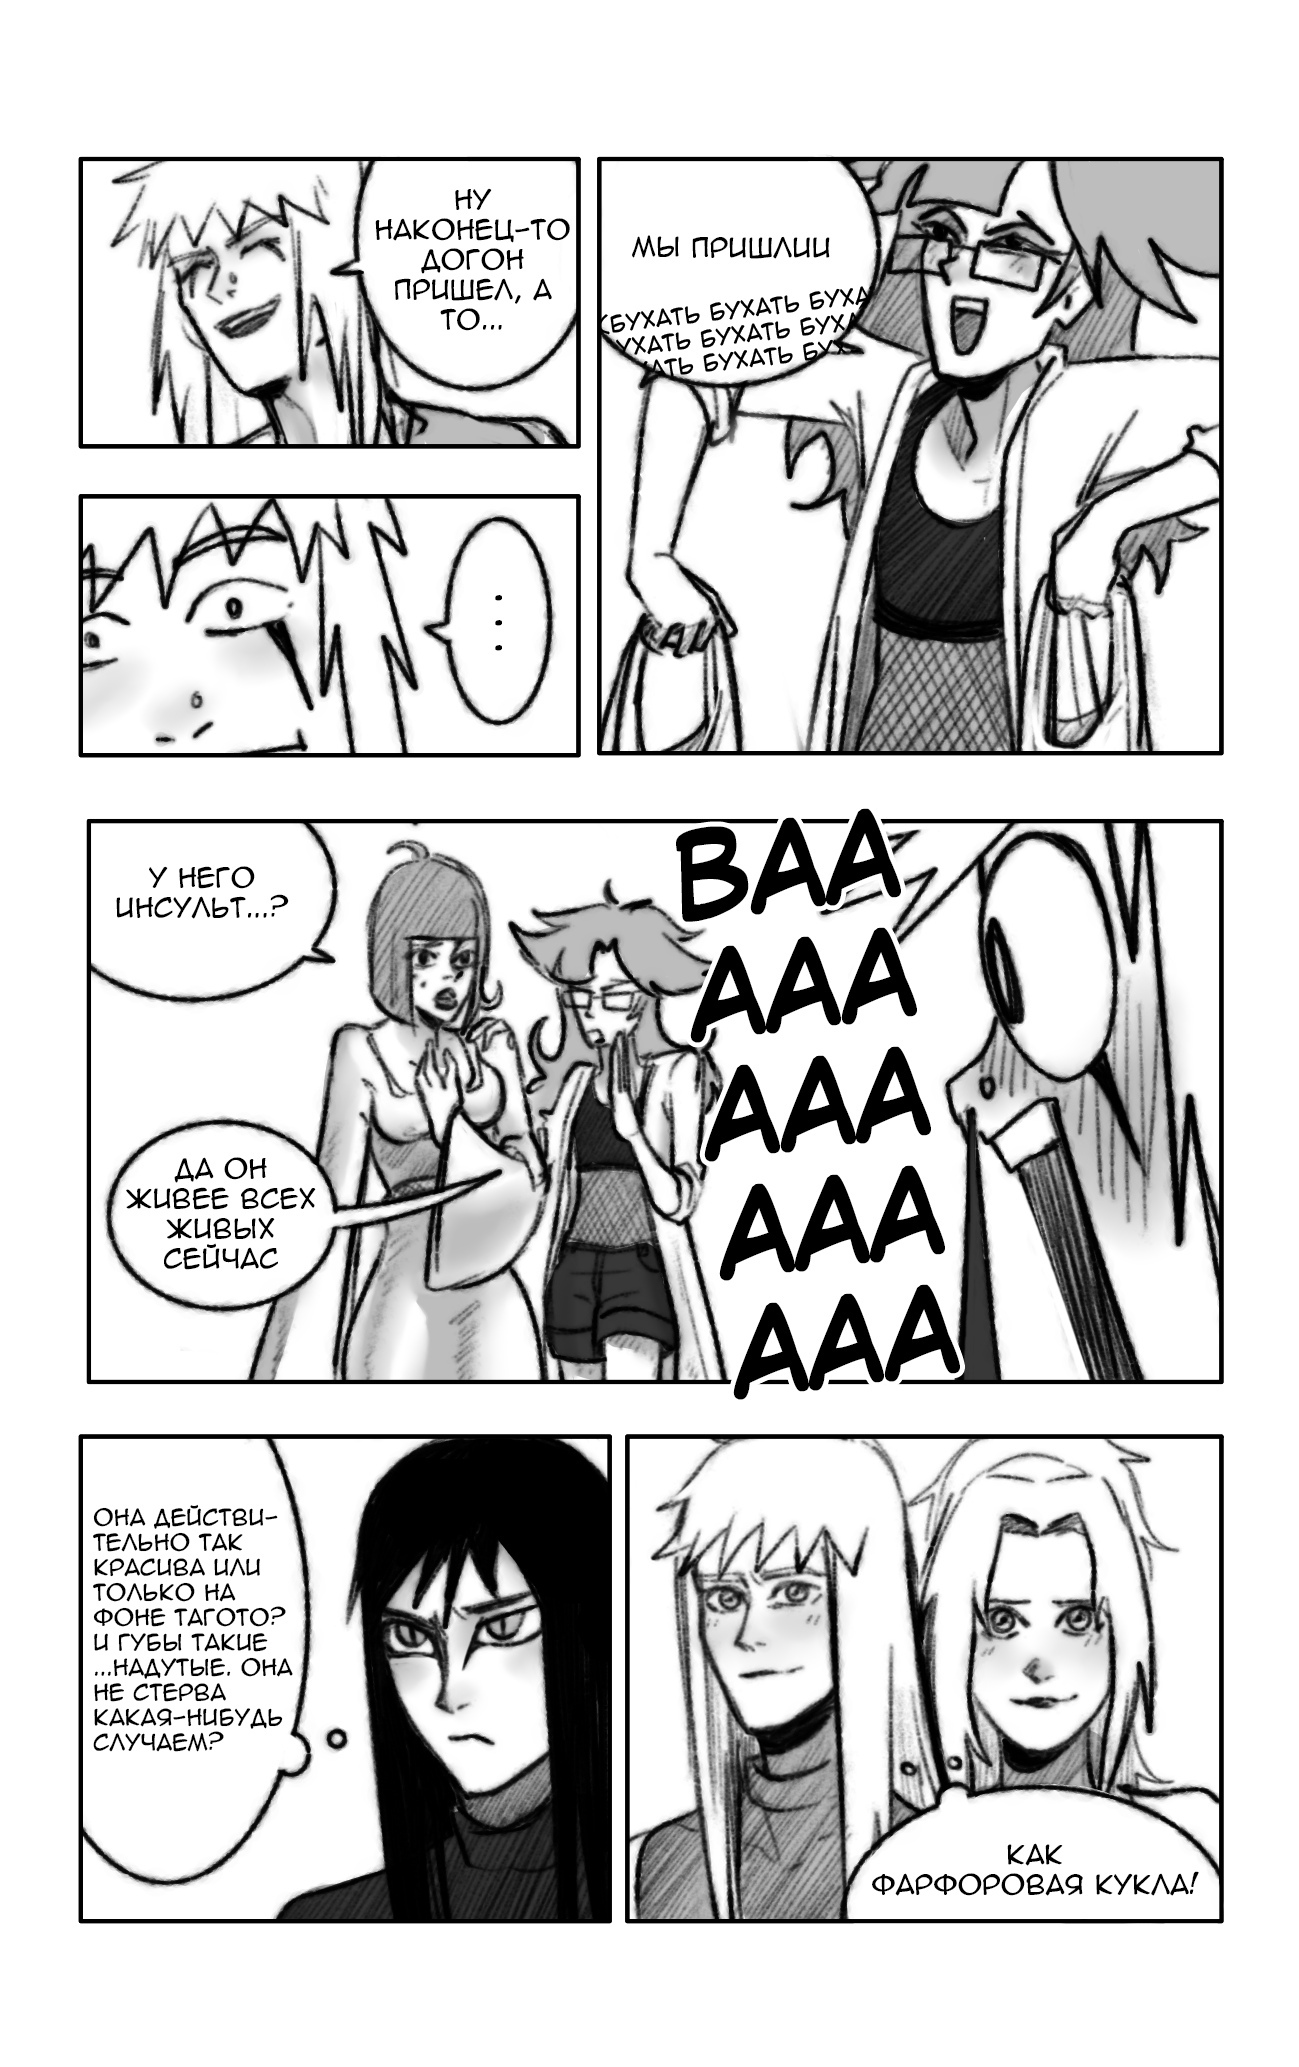 НУ
НАКОНЕЦ-ТО
ДОГОН
ПРИШЕЛ, А
ТО...
МЫ ПРИШЛИИ
БУХАТЬ БУХАТЬ БУХА
УХАТЬ БУХАТЬ БУХА
АТЬ БУХАТЬ БУХ
...
У НЕГО
ИНСУЛЬТ...?
ВАА
ААА
ААА
ААА
ААА
ДА ОН
ЖИВЕЕ ВСЕХ
ЖИВЫХ
СЕЙЧАС
ОНА ДЕЙСТВИ-
ТЕЛЬНО ТАК
КРАСИВА ИЛИ
ТОЛЬКО НА
ФОНЕ ТАГОТО?
И ГУБЫ ТАКИЕ
...НАДУТЫЕ. ОНА
НЕ СТЕРВА
КАКАЯ-НИБУДЬ
СЛУЧАЕМ?
КАК
ФАРФОРОВАЯ КУКЛА!